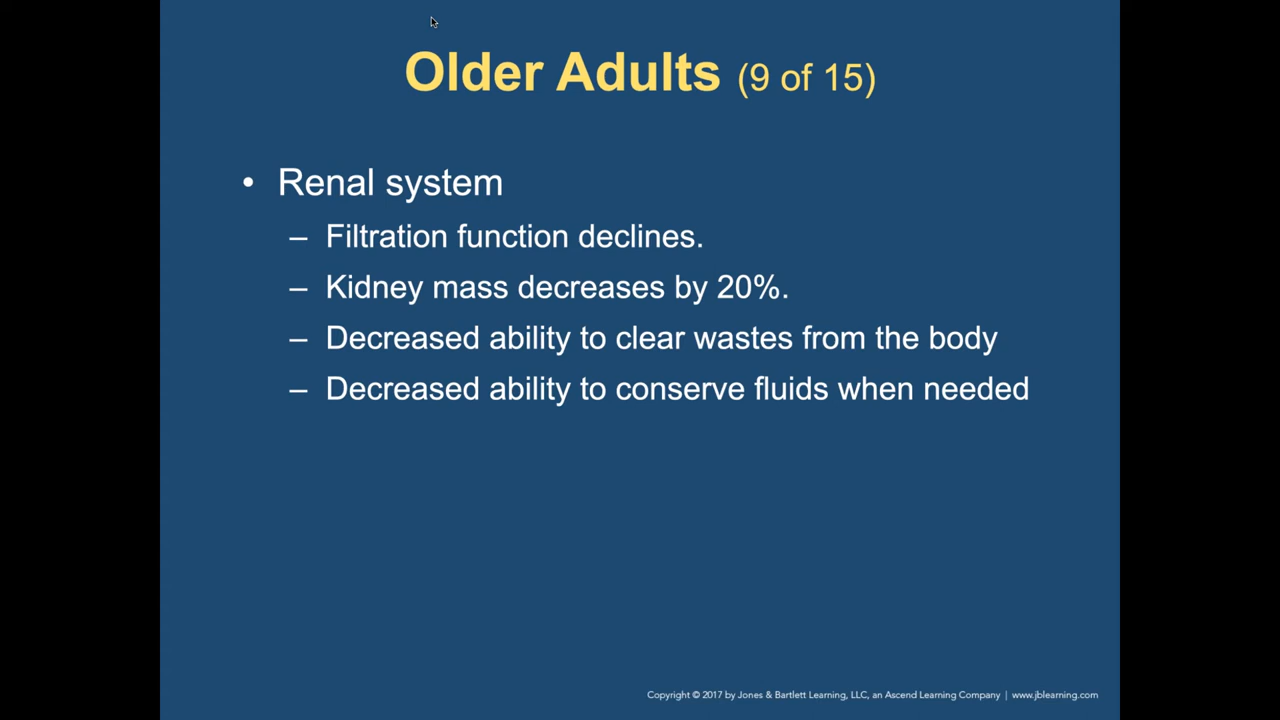 Older Adults (9 of 15)
• Renal system
– Filtration function declines.
– Kidney mass decreases by 20%.
– Decreased ability to clear wastes from the body
– Decreased ability to conserve fluids when needed
Copyright © 2017 by Jones & Bartlett Learning, LLC, an Ascend Learning Company | www.jblearning.com